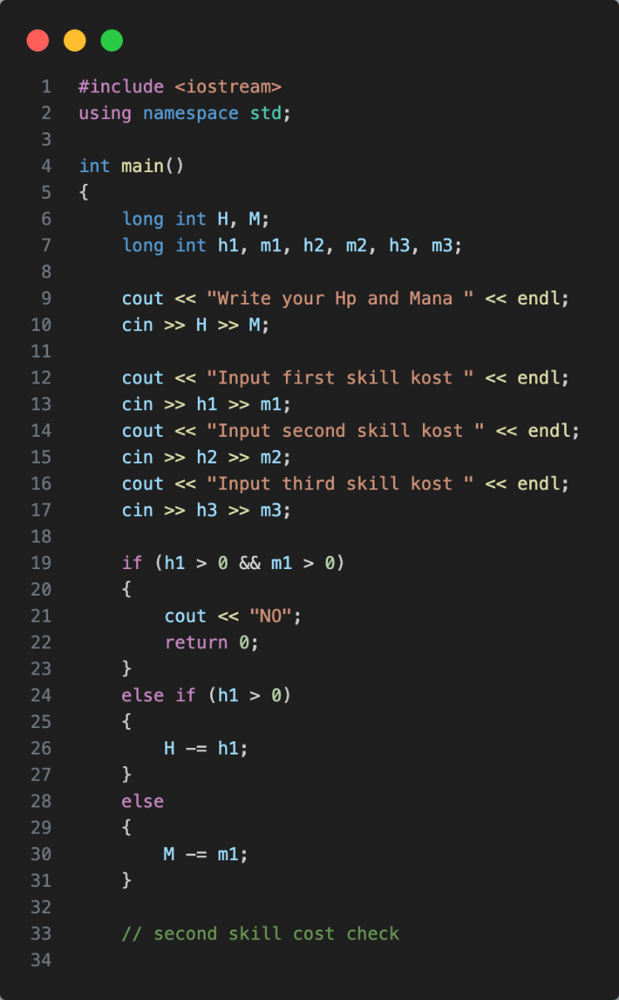 1 #include <iostream>
2 using namespace std;
3
4 int main()
5 {
6     long int H, M;
7     long int h1, m1, h2, m2, h3, m3;
8
9     cout << "Write your Hp and Mana " << endl;
10     cin >> H >> M;
11
12     cout << "Input first skill kost " << endl;
13     cin >> h1 >> m1;
14     cout << "Input second skill kost " << endl;
15     cin >> h2 >> m2;
16     cout << "Input third skill kost " << endl;
17     cin >> h3 >> m3;
18
19     if (h1 > 0 && m1 > 0)
20     {
21         cout << "NO";
22         return 0;
23     }
24     else if (h1 > 0)
25     {
26         H -= h1;
27     }
28     else
29     {
30         M -= m1;
31     }
32
33     // second skill cost check
34